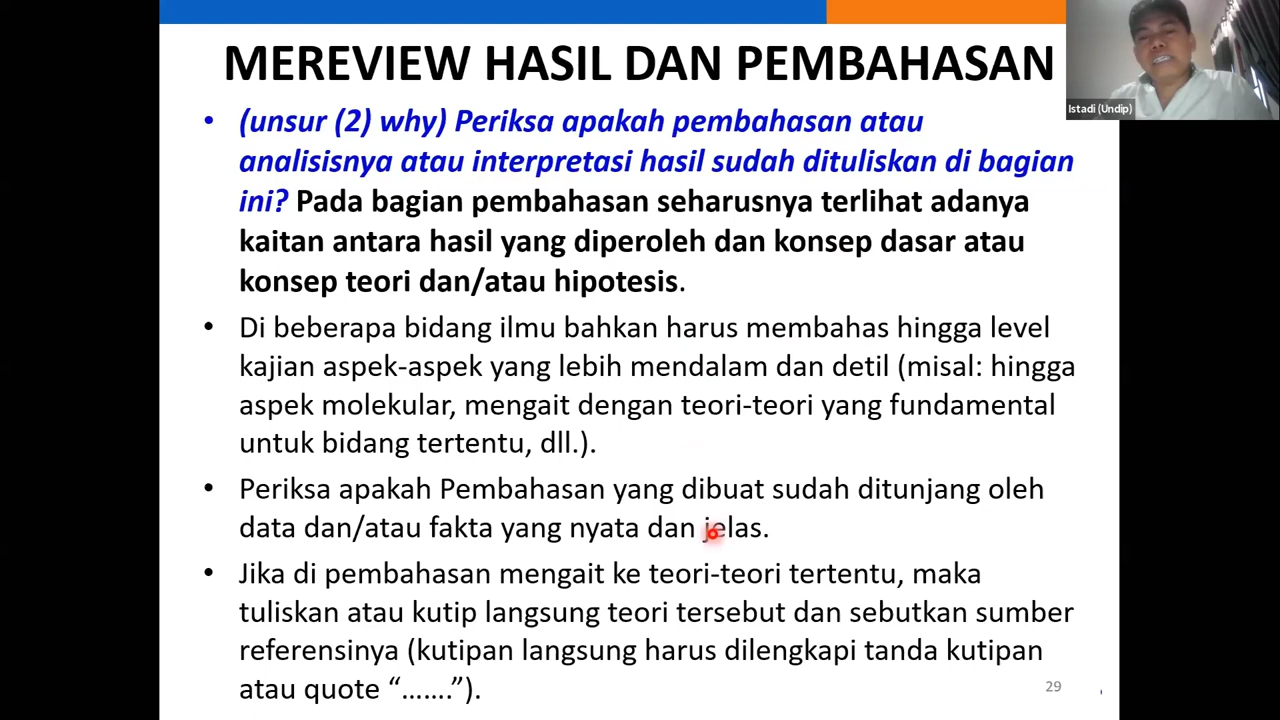 MEREVIEW HASIL DAN PEMBAHASAN
Istadi (Undip)
• (unsur (2) why) Periksa apakah pembahasan atau
analisisnya atau interpretasi hasil sudah dituliskan di bagian
ini? Pada bagian pembahasan seharusnya terlihat adanya
kaitan antara hasil yang diperoleh dan konsep dasar atau
konsep teori dan/atau hipotesis.
• Di beberapa bidang ilmu bahkan harus membahas hingga level
kajian aspek-aspek yang lebih mendalam dan detil (misal: hingga
aspek molekular, mengait dengan teori-teori yang fundamental
untuk bidang tertentu, dll.).
• Periksa apakah Pembahasan yang dibuat sudah ditunjang oleh
data dan/atau fakta yang nyata dan jelas.
• Jika di pembahasan mengait ke teori-teori tertentu, maka
tuliskan atau kutip langsung teori tersebut dan sebutkan sumber
referensinya (kutipan langsung harus dilengkapi tanda kutipan
atau quote “…….”).
29